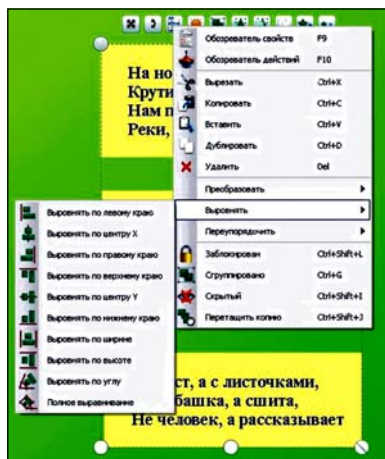 На но
Крути
Нам п
Реки,
Обозреватель свойств F9
Обозреватель действий F10
Вырезать Ctrl+X
Копировать Ctrl+C
Вставить Ctrl+V
Дублировать Ctrl+D
Удалить Del
Преобразовать
Выровнять
Переупорядочить
Заблокирован Ctrl+Shift+L
Сгруппировано Ctrl+G
Скрытый Ctrl+Shift+I
Перетащить копию Ctrl+Shift+J
Выровнять по левому краю
Выровнять по центру X
Выровнять по правому краю
Выровнять по верхнему краю
Выровнять по центру Y
Выровнять по нижнему краю
Выровнять по ширине
Выровнять по высоте
Выровнять по углу
Полное выравнивание
ст, а с листочками,
башка, а сшита,
Не человек, а рассказывает